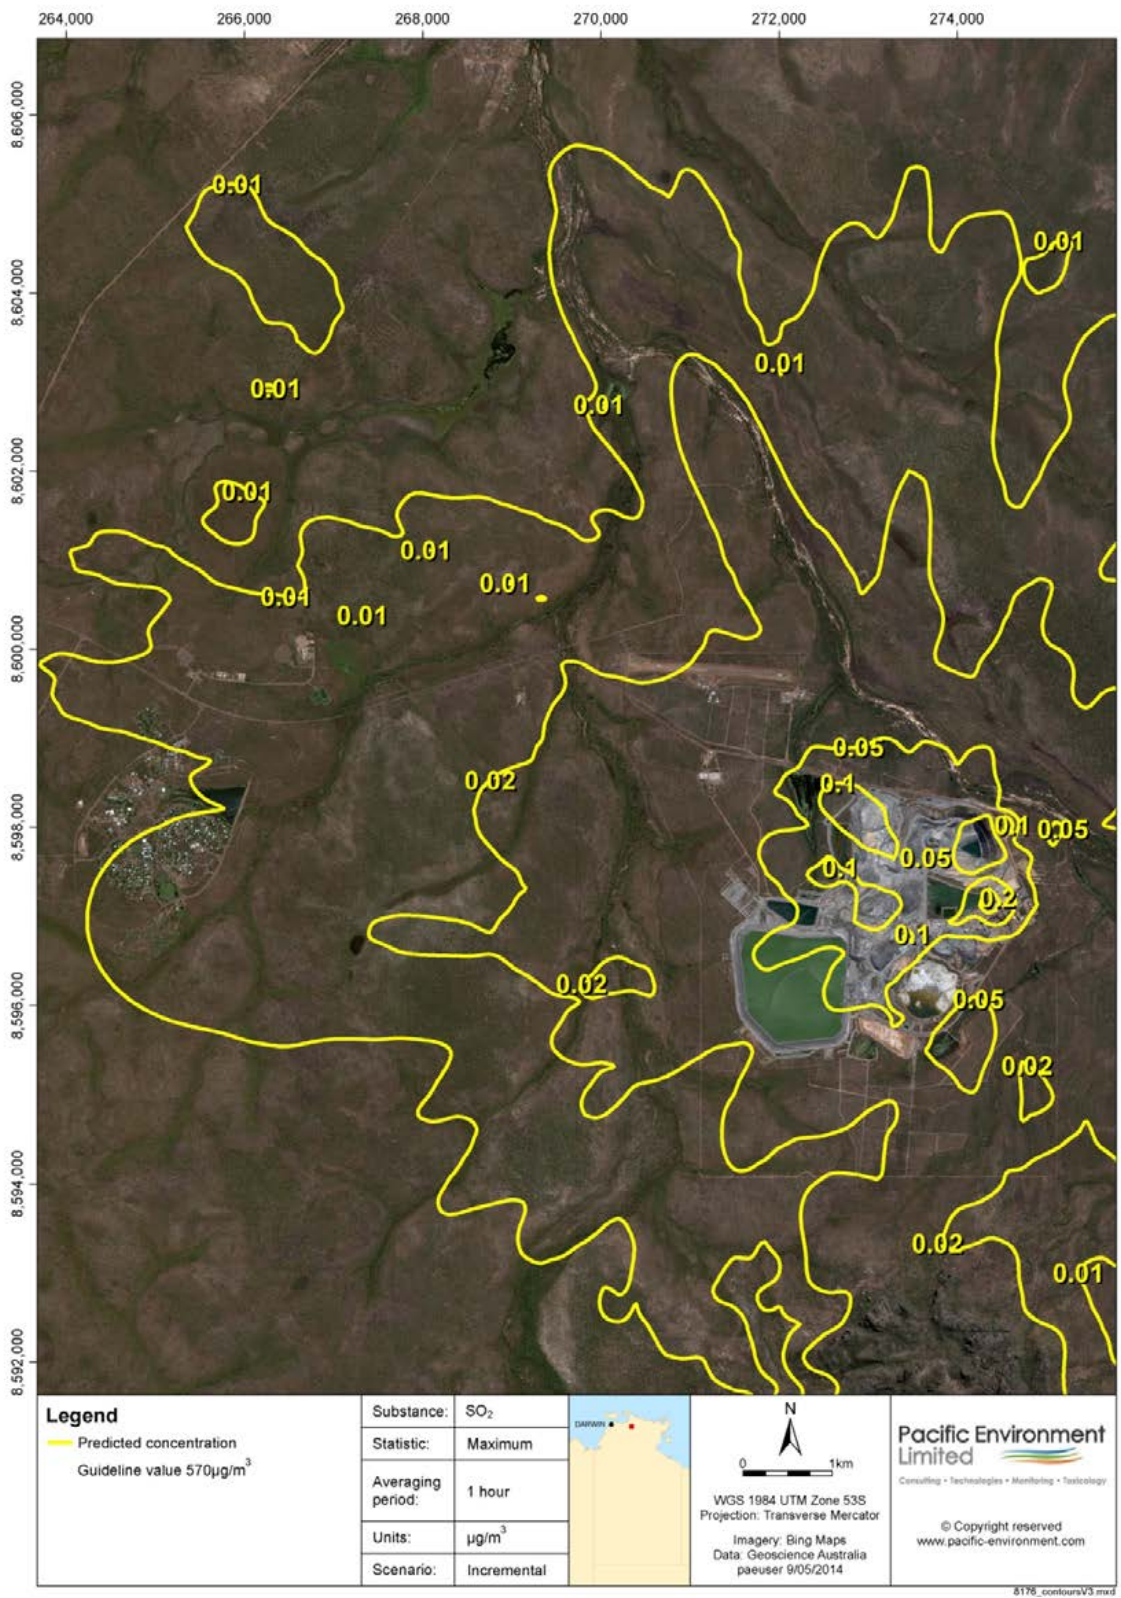 264,000 266,000 268,000 270,000 272,000 274,000
8,606,000
8,604,000
8,602,000
8,600,000
8,598,000
8,596,000
8,594,000
8,592,000
0.01
0.01
0.01
0.01
0.01
0.01
0.01
0.01
0.01
0.01
0.05
0.02
0.1
0.1
0.05
0.05
0.1
0.2
0.1
0.02
0.05
0.02
0.02
0.01
Legend
Predicted concentration
Guideline value 570µg/m³
Substance: SO₂
Statistic: Maximum
Averaging period: 1 hour
Units: µg/m³
Scenario: Incremental
DARWIN
N
0 1km
WGS 1984 UTM Zone 53S
Projection: Transverse Mercator
Imagery: Bing Maps
Data: Geoscience Australia
paeuser 9/05/2014
Pacific Environment
Limited
Consulting • Technologies • Monitoring • Toxicology
© Copyright reserved
www.pacific-environment.com
8176_contoursV3.mxd